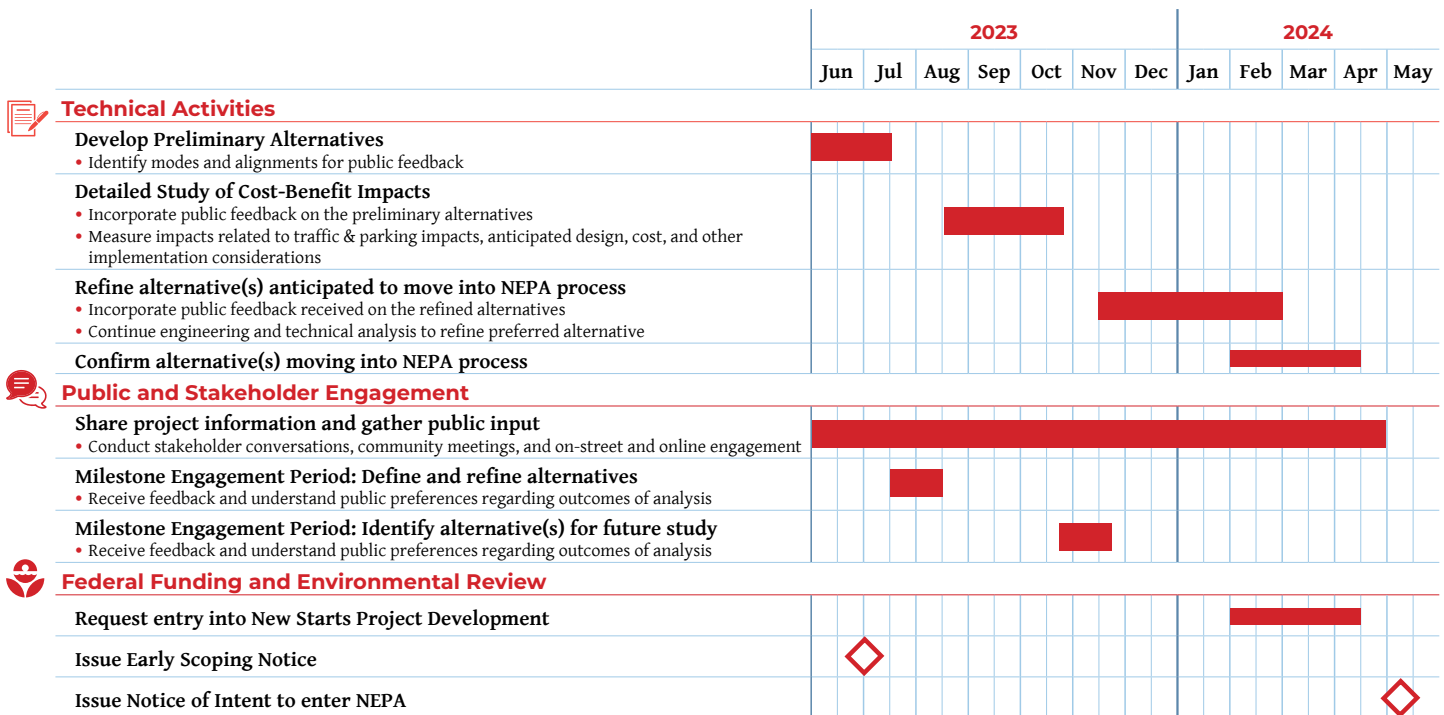 2023 2024
Jun Jul Aug Sep Oct Nov Dec Jan Feb Mar Apr May
Technical Activities
Develop Preliminary Alternatives
• Identify modes and alignments for public feedback
Detailed Study of Cost-Benefit Impacts
• Incorporate public feedback on the preliminary alternatives
• Measure impacts related to traffic & parking impacts, anticipated design, cost, and other
implementation considerations
Refine alternative(s) anticipated to move into NEPA process
• Incorporate public feedback received on the refined alternatives
• Continue engineering and technical analysis to refine preferred alternative
Confirm alternative(s) moving into NEPA process
Public and Stakeholder Engagement
Share project information and gather public input
• Conduct stakeholder conversations, community meetings, and on-street and online engagement
Milestone Engagement Period: Define and refine alternatives
• Receive feedback and understand public preferences regarding outcomes of analysis
Milestone Engagement Period: Identify alternative(s) for future study
• Receive feedback and understand public preferences regarding outcomes of analysis
Federal Funding and Environmental Review
Request entry into New Starts Project Development
Issue Early Scoping Notice
Issue Notice of Intent to enter NEPA